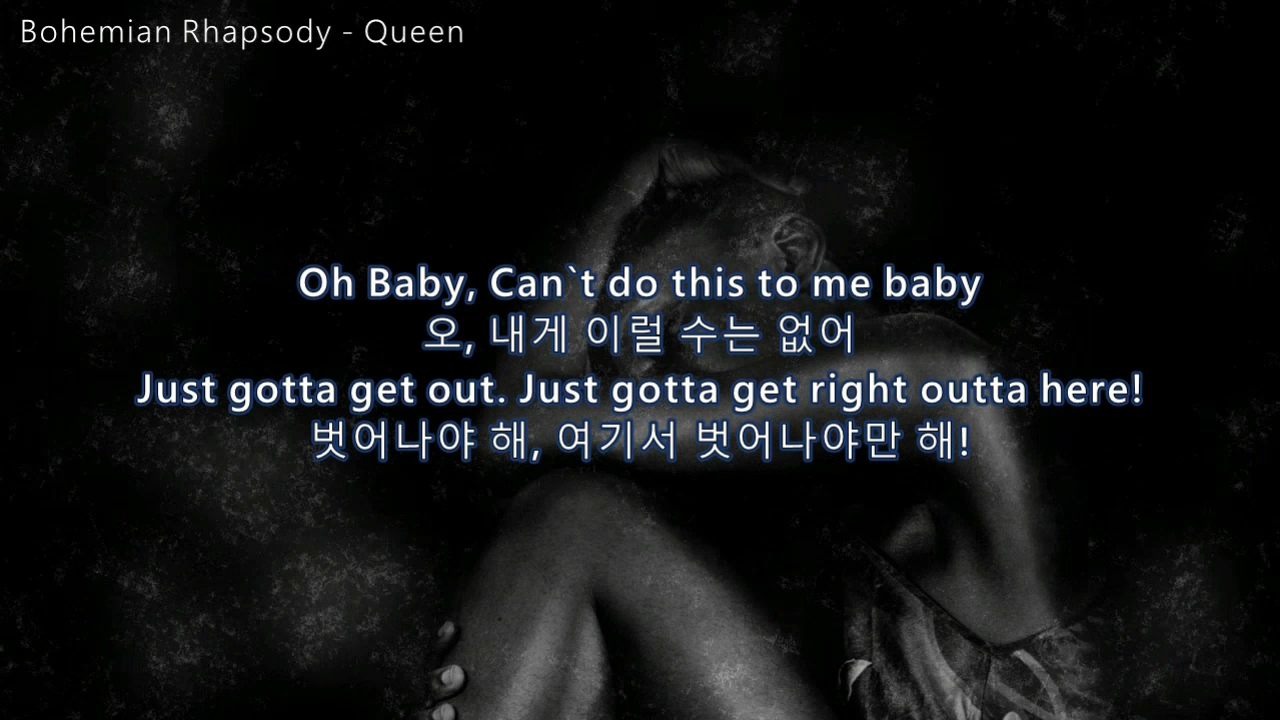 Bohemian Rhapsody - Queen
Oh Baby, Can`t do this to me baby
오, 내게 이럴 수는 없어
Just gotta get out. Just gotta get right outta here!
벗어나야 해, 여기서 벗어나야만 해!